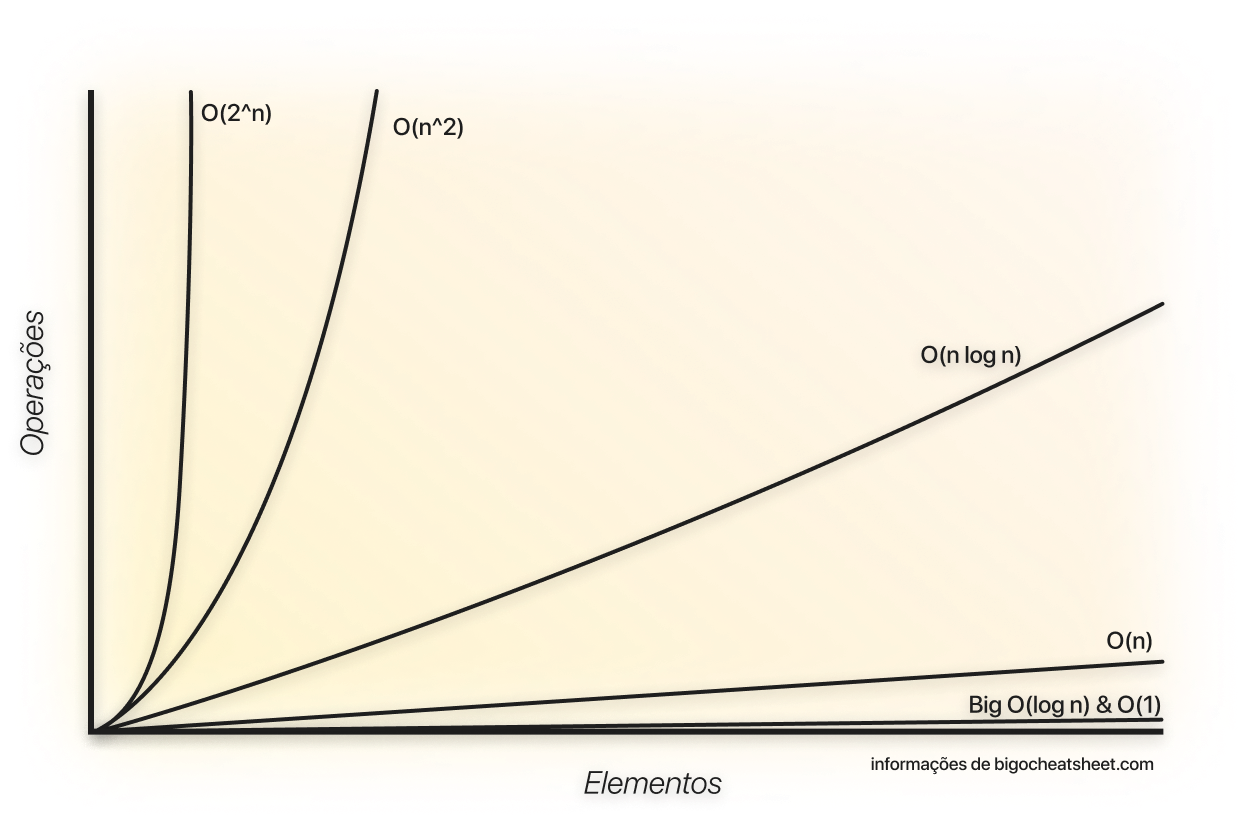 O(2^n)
O(n^2)
Operações
O(n log n)
O(n)
Big O(log n) & O(1)
informações de bigocheatsheet.com
Elementos